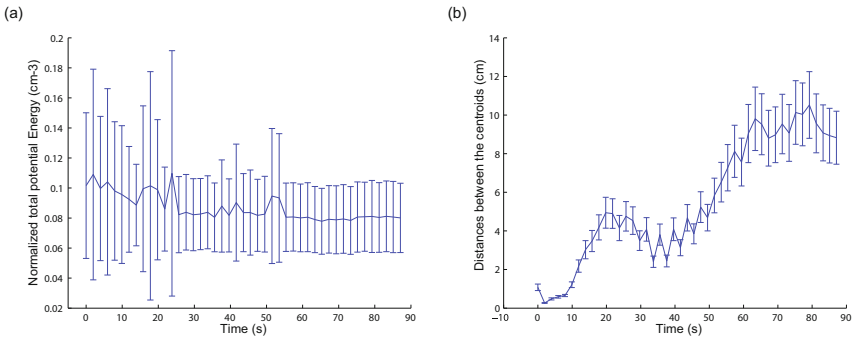 (a)
(b)
Normalized total potential Energy (cm-3)
0.2
0.18
0.16
0.14
0.12
0.1
0.08
0.06
0.04
0.02
0 10 20 30 40 50 60 70 80 90
Time (s)
Distances between the centroids (cm)
14
12
10
8
6
4
2
0
−10 0 10 20 30 40 50 60 70 80 90
Time (s)